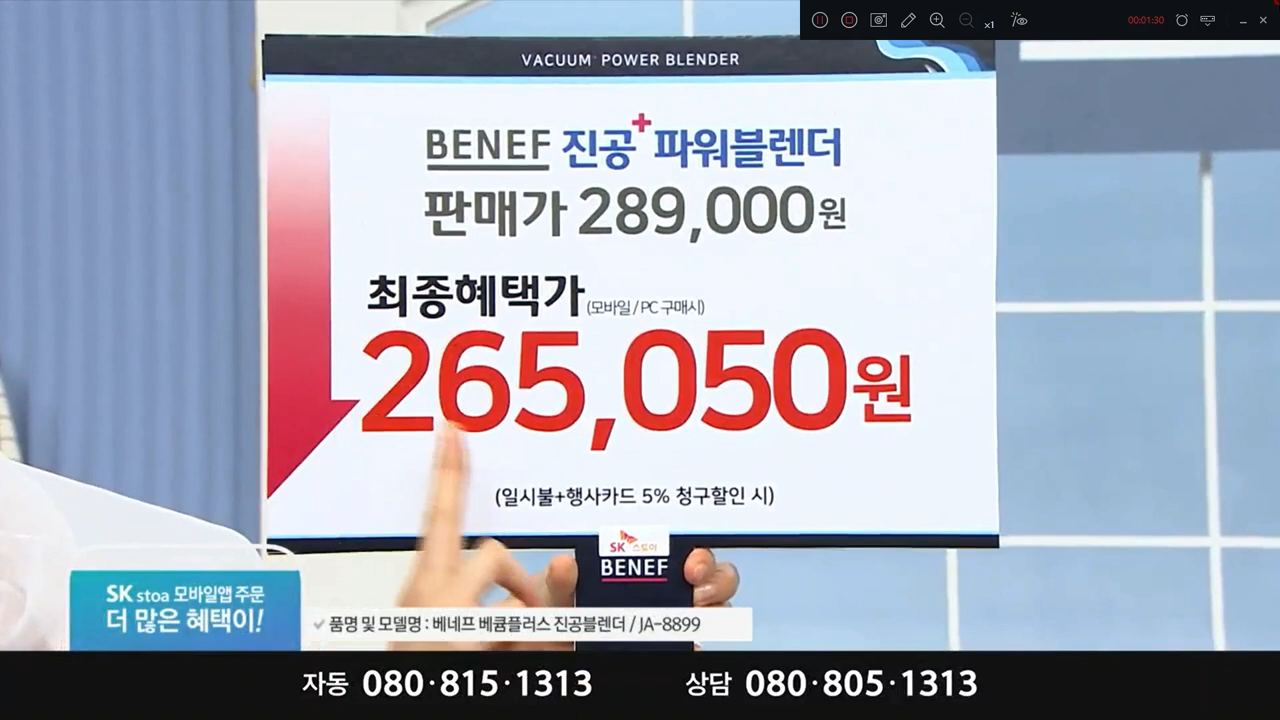 x1
00:01:30
VACUUM POWER BLENDER
BENEF 진공+파워블렌더
판매가 289,000원
최종혜택가 (모바일 / PC 구매시)
265,050원
(일시불+행사카드 5% 청구할인 시)
SK 스토아
BENEF
SK stoa 모바일앱 주문
더 많은 혜택이!
품명 및 모델명 : 베네프 베큠플러스 진공블렌더 / JA-8899
자동 080·815·1313 상담 080·805·1313